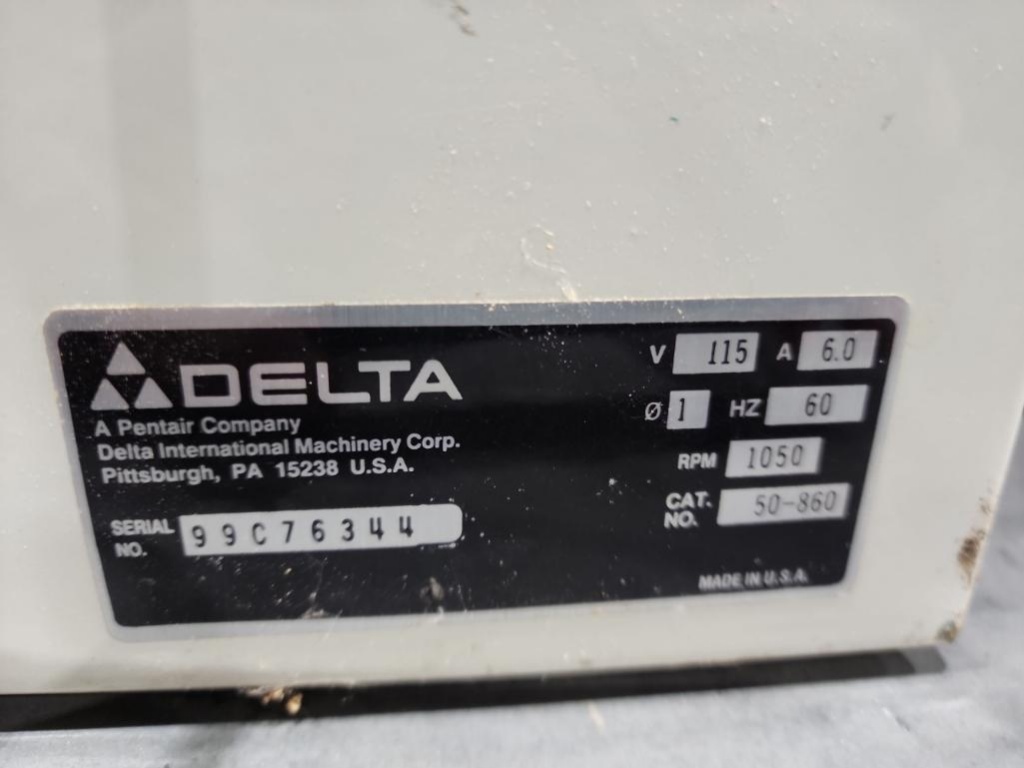 DELTA
A Pentair Company
Delta International Machinery Corp.
Pittsburgh, PA 15238 U.S.A.
SERIAL NO. 99C76344
V 115 A 6.0
Ø 1 HZ 60
RPM 1050
CAT. NO. 50-860
MADE IN U.S.A.